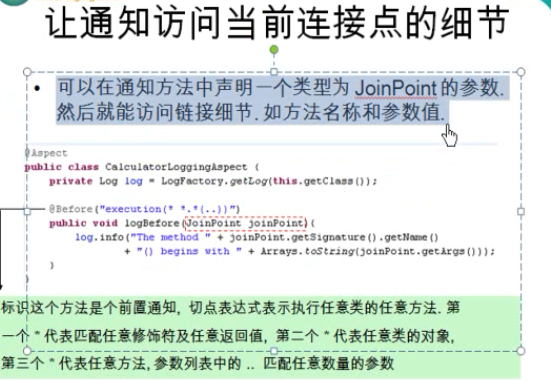 让通知访问当前连接点的细节
• 可以在通知方法中声明一个类型为 JoinPoint 的参数.
然后就能访问链接细节. 如方法名称和参数值.
@Aspect
public class CalculatorLoggingAspect {
private Log log = LogFactory.getLog(this.getClass());
@Before("execution(* *.*(..))")
public void logBefore(JoinPoint joinPoint){
log.info("The method " + joinPoint.getSignature().getName()
+ "() begins with " + Arrays.toString(joinPoint.getArgs()));
}
}
标识这个方法是个前置通知, 切点表达式表示执行任意类的任意方法. 第
一个 * 代表匹配任意修饰符及任意返回值, 第二个 * 代表任意类的对象,
第三个 * 代表任意方法, 参数列表中的 .. 匹配任意数量的参数